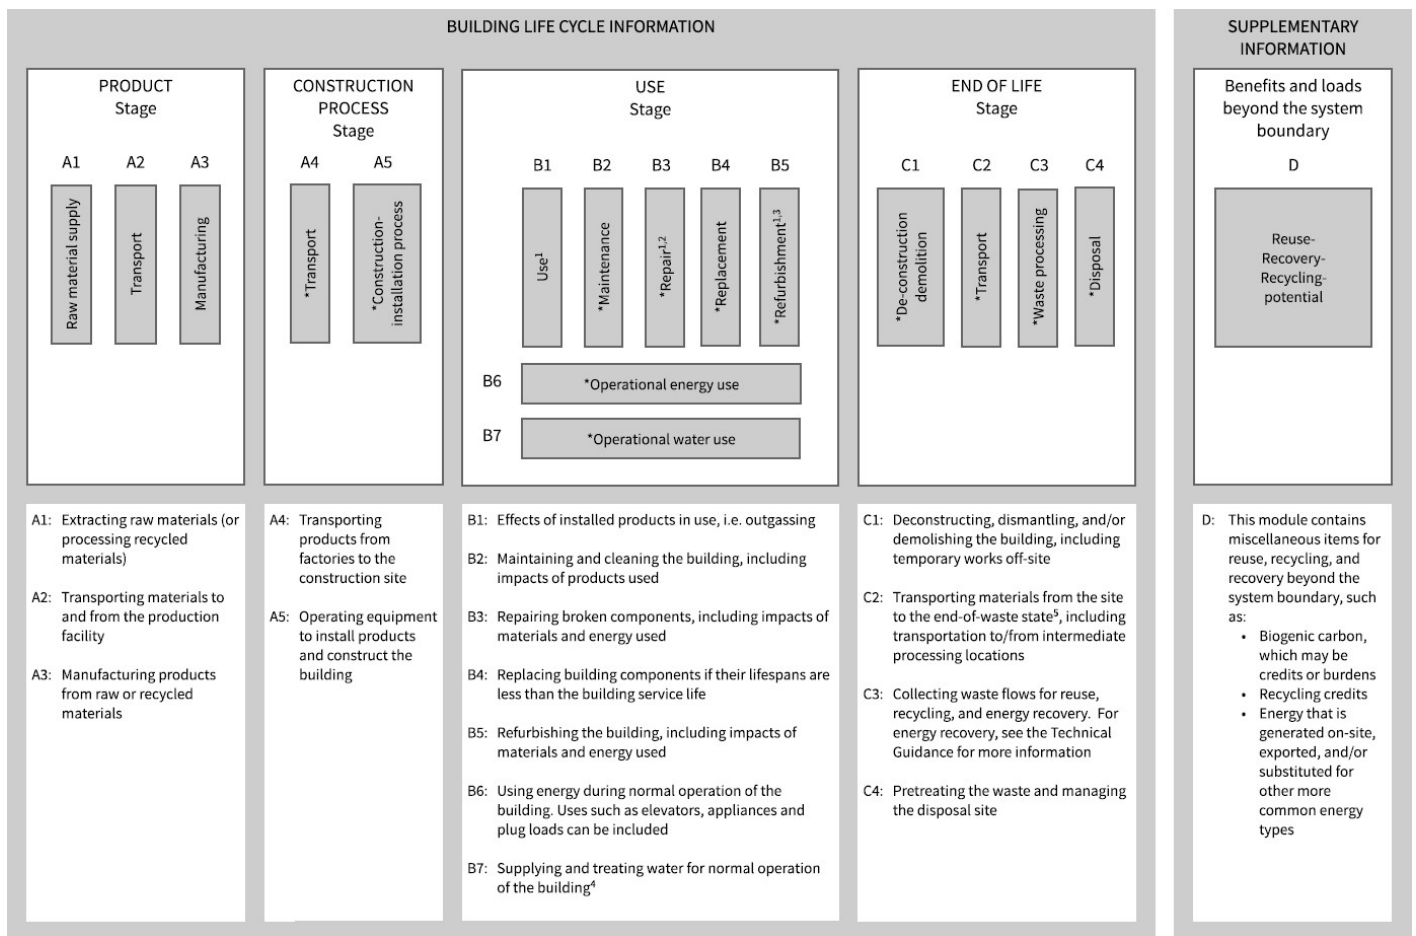 BUILDING LIFE CYCLE INFORMATION
PRODUCT
Stage
A1
A2
A3
Raw material supply
Transport
Manufacturing
CONSTRUCTION
PROCESS
Stage
A4
A5
*Transport
*Construction-
installation process
USE
Stage
B1
B2
B3
B4
B5
Use¹
*Maintenance
*Repair¹,²
*Replacement
*Refurbishment¹,³
B6
*Operational energy use
B7
*Operational water use
END OF LIFE
Stage
C1
C2
C3
C4
*De-construction
demolition
*Transport
*Waste processing
*Disposal
SUPPLEMENTARY
INFORMATION
Benefits and loads
beyond the system
boundary
D
Reuse-
Recovery-
Recycling-
potential
A1: Extracting raw materials (or
processing recycled
materials)
A2: Transporting materials to
and from the production
facility
A3: Manufacturing products
from raw or recycled
materials
A4: Transporting
products from
factories to the
construction site
A5: Operating equipment
to install products
and construct the
building
B1: Effects of installed products in use, i.e. outgassing
B2: Maintaining and cleaning the building, including
impacts of products used
B3: Repairing broken components, including impacts of
materials and energy used
B4: Replacing building components if their lifespans are
less than the building service life
B5: Refurbishing the building, including impacts of
materials and energy used
B6: Using energy during normal operation of the
building. Uses such as elevators, appliances and
plug loads can be included
B7: Supplying and treating water for normal operation
of the building⁴
C1: Deconstructing, dismantling, and/or
demolishing the building, including
temporary works off-site
C2: Transporting materials from the site
to the end-of-waste state⁵, including
transportation to/from intermediate
processing locations
C3: Collecting waste flows for reuse,
recycling, and energy recovery. For
energy recovery, see the Technical
Guidance for more information
C4: Pretreating the waste and managing
the disposal site
D: This module contains
miscellaneous items for
reuse, recycling, and
recovery beyond the
system boundary, such
as:
• Biogenic carbon,
which may be
credits or burdens
• Recycling credits
• Energy that is
generated on-site,
exported, and/or
substituted for
other more
common energy
types